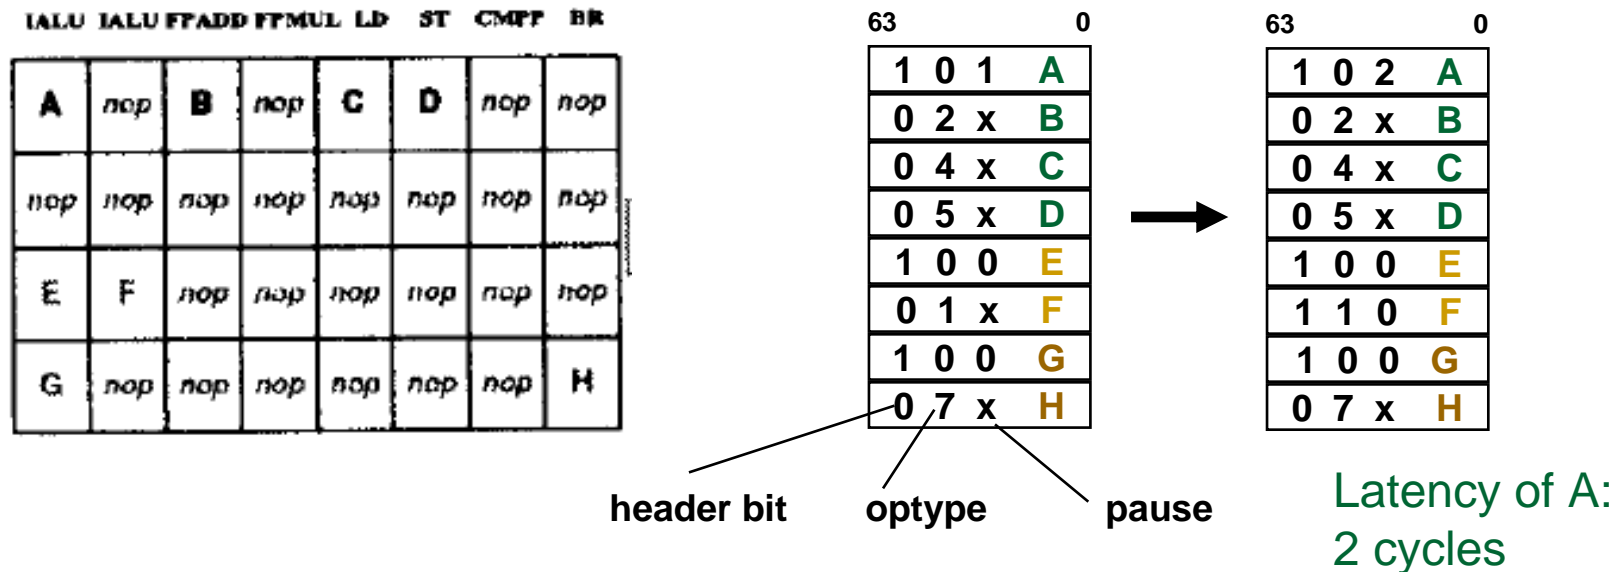 IALU IALU FPADD FPMUL LD ST CMPP BR
A nop B nop C D nop nop
nop nop nop nop nop nop nop nop
E F nop nop nop nop nop nop
G nop nop nop nop nop nop H
63 0
1 0 1 A
0 2 x B
0 4 x C
0 5 x D
1 0 0 E
0 1 x F
1 0 0 G
0 7 x H
header bit optype pause
63 0
1 0 2 A
0 2 x B
0 4 x C
0 5 x D
1 0 0 E
1 1 0 F
1 0 0 G
0 7 x H
Latency of A:
2 cycles